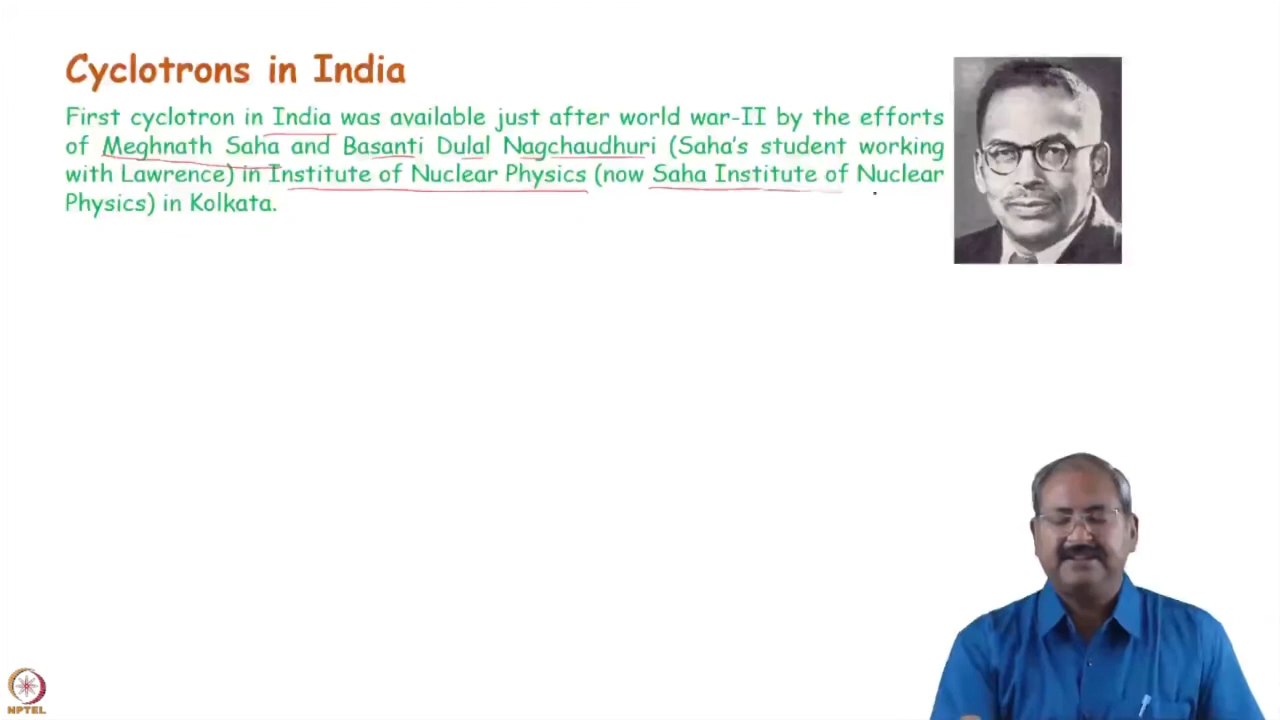 Cyclotrons in India
First cyclotron in India was available just after world war-II by the efforts
of Meghnath Saha and Basanti Dulal Nagchaudhuri (Saha's student working
with Lawrence) in Institute of Nuclear Physics (now Saha Institute of Nuclear
Physics) in Kolkata.
NPTEL